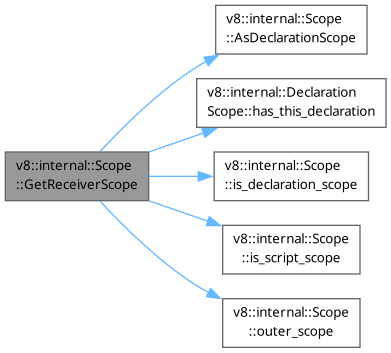 v8::internal::Scope
::AsDeclarationScope
v8::internal::Declaration
Scope::has_this_declaration
v8::internal::Scope
::GetReceiverScope
v8::internal::Scope
::is_declaration_scope
v8::internal::Scope
::is_script_scope
v8::internal::Scope
::outer_scope